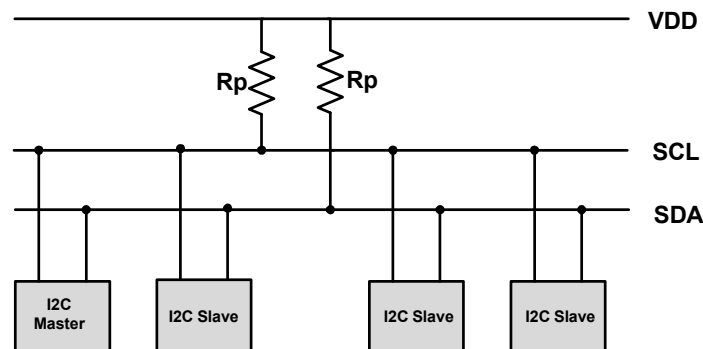 VDD
Rp
Rp
SCL
SDA
I2C
Master
I2C Slave
I2C Slave
I2C Slave